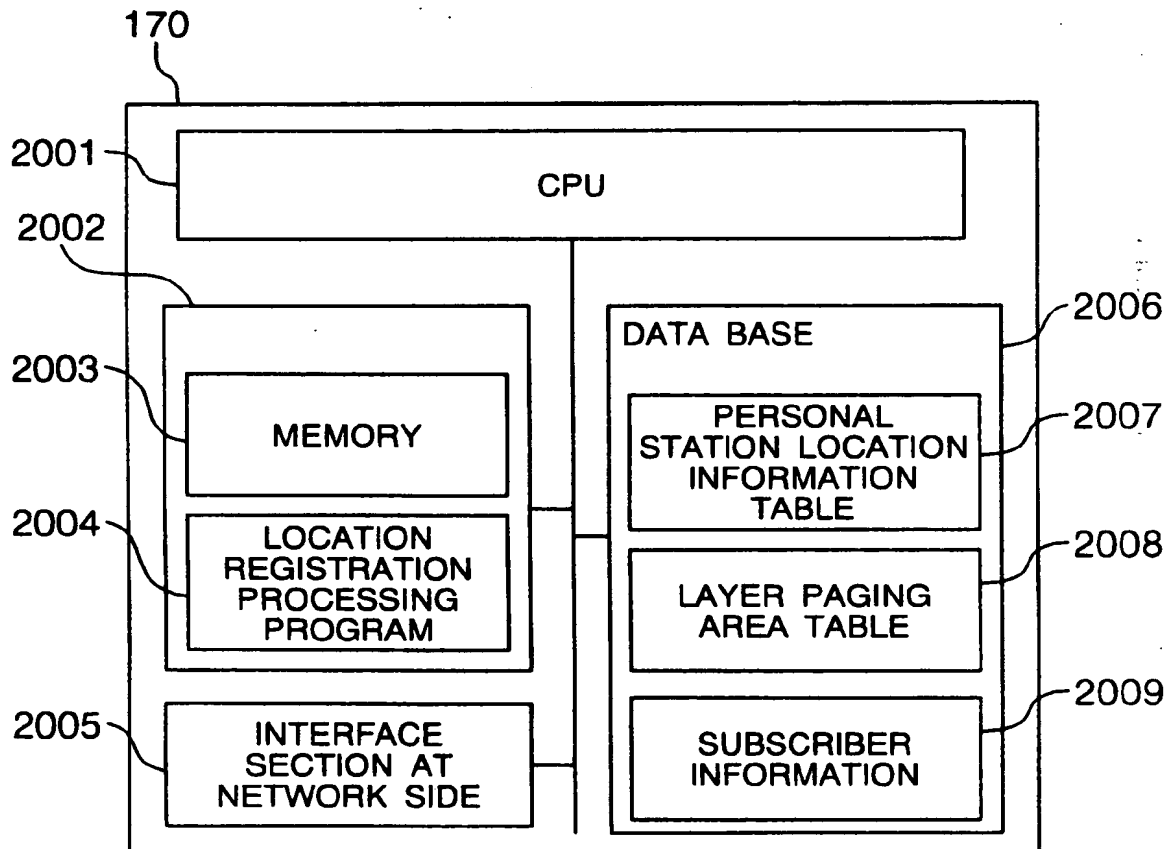 170
2001
CPU
2002
2006
DATA BASE
2003
MEMORY
PERSONAL
STATION LOCATION
INFORMATION
TABLE
2007
2004
LOCATION
REGISTRATION
PROCESSING
PROGRAM
2008
LAYER PAGING
AREA TABLE
2005
INTERFACE
SECTION AT
NETWORK SIDE
2009
SUBSCRIBER
INFORMATION